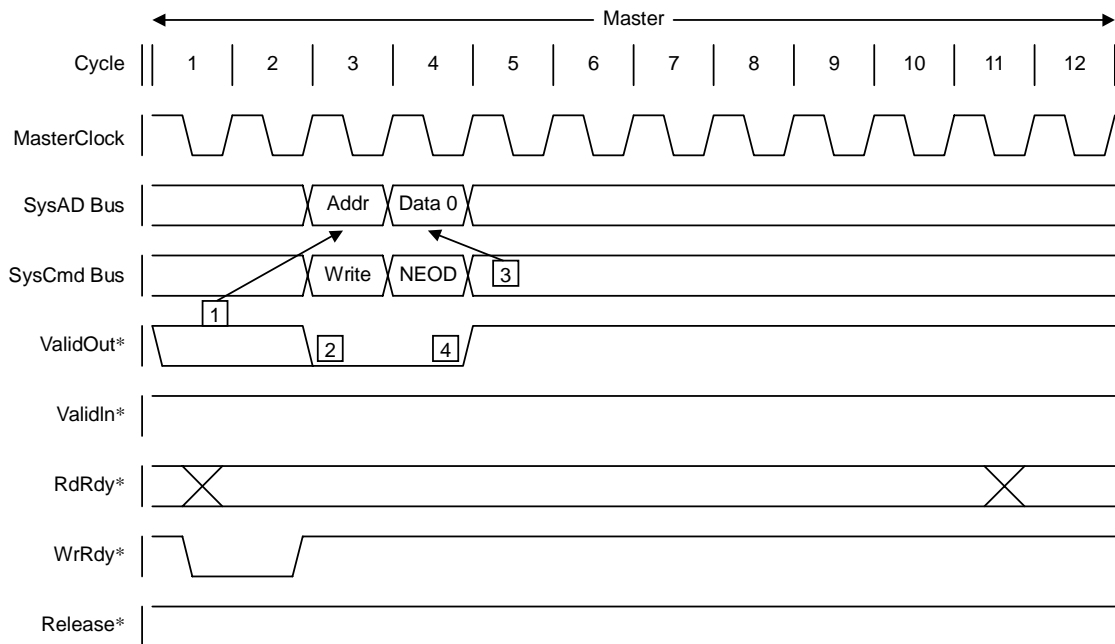 Master
Cycle 1 2 3 4 5 6 7 8 9 10 11 12
MasterClock
SysAD Bus Addr Data 0
SysCmd Bus Write NEOD 3
1
ValidOut* 2 4
ValidIn*
RdRdy*
WrRdy*
Release*